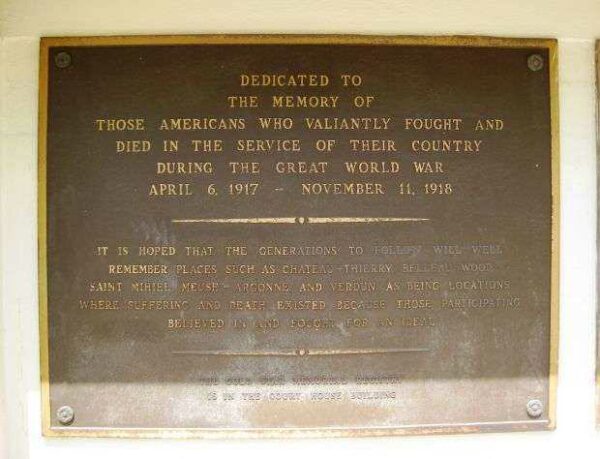 DEDICATED TO
THE MEMORY OF
THOSE AMERICANS WHO VALIANTLY FOUGHT AND
DIED IN THE SERVICE OF THEIR COUNTRY
DURING THE GREAT WORLD WAR
APRIL 6, 1917 - NOVEMBER 11, 1918
IT IS HOPED THAT THE GENERATIONS TO FOLLOW WILL WELL
REMEMBER PLACES SUCH AS CHATEAU-THIERRY BELLEAU WOOD
SAINT MIHIEL MEUSE-ARGONNE AND VERDUN AS BEING LOCATIONS
WHERE SUFFERING AND DEATH EXISTED BECAUSE THOSE PARTICIPATING
BELIEVED IN AND FOUGHT FOR AN IDEAL
THE GOLD STAR MEMORIAL
IS IN THE COURT HOUSE BUILDING